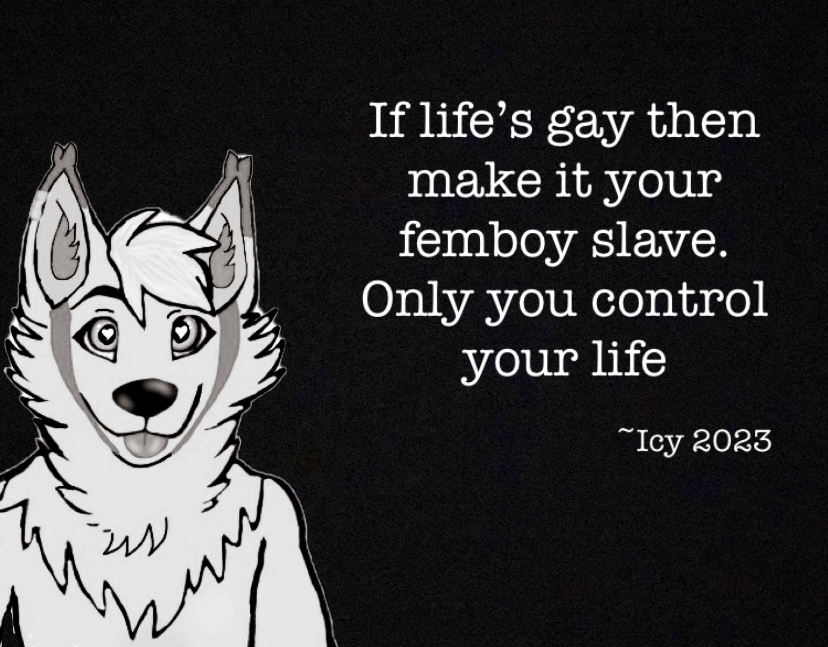 If life’s gay then
make it your
femboy slave.
Only you control
your life
~Icy 2023